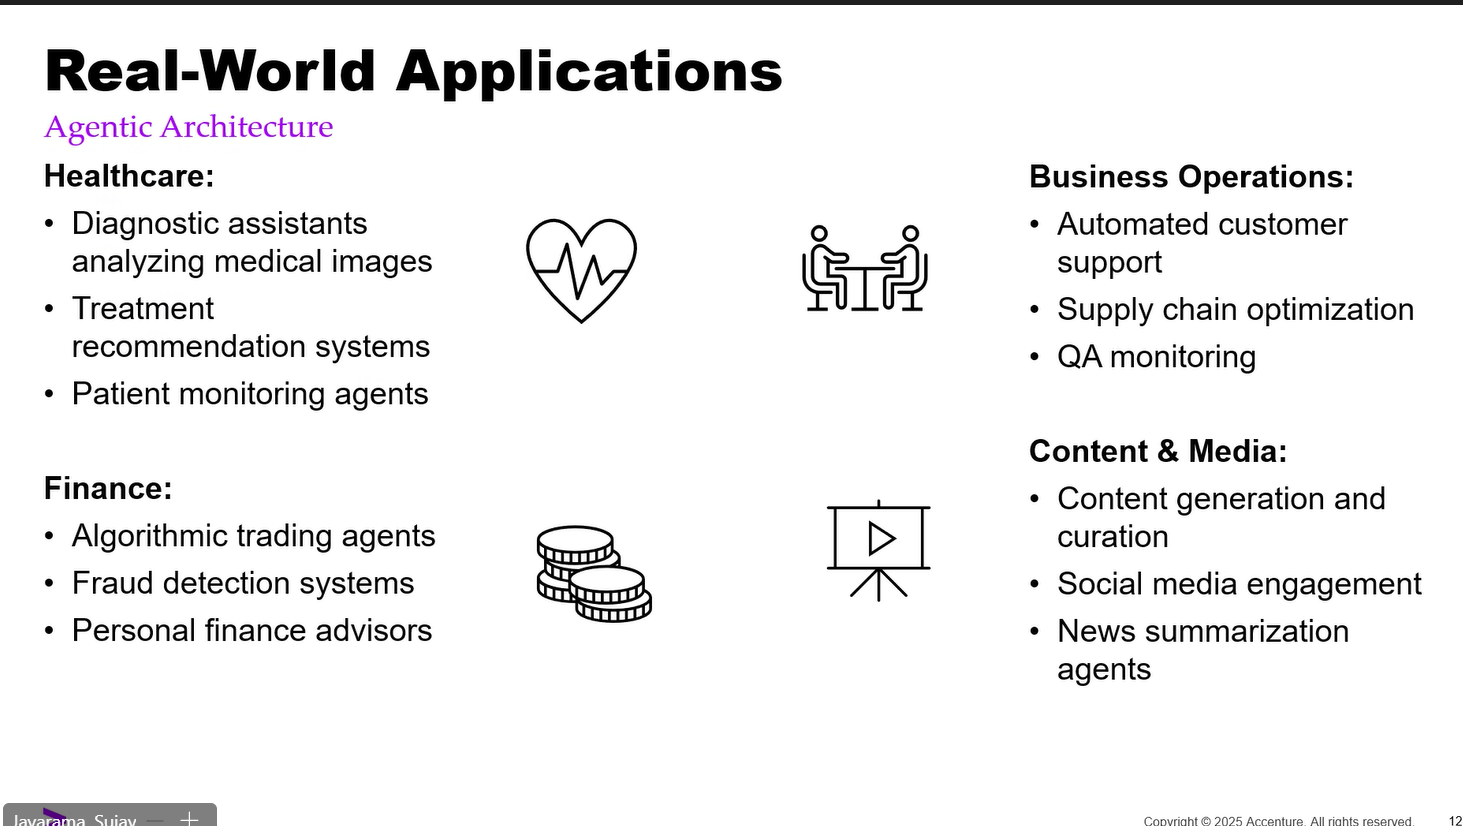 Real-World Applications
Agentic Architecture
Healthcare:
• Diagnostic assistants
analyzing medical images
• Treatment
recommendation systems
• Patient monitoring agents
Finance:
• Algorithmic trading agents
• Fraud detection systems
• Personal finance advisors
Business Operations:
• Automated customer
support
• Supply chain optimization
• QA monitoring
Content & Media:
• Content generation and
curation
• Social media engagement
• News summarization
agents
Jayarama, Sujay
Copyright © 2025 Accenture. All rights reserved. 12